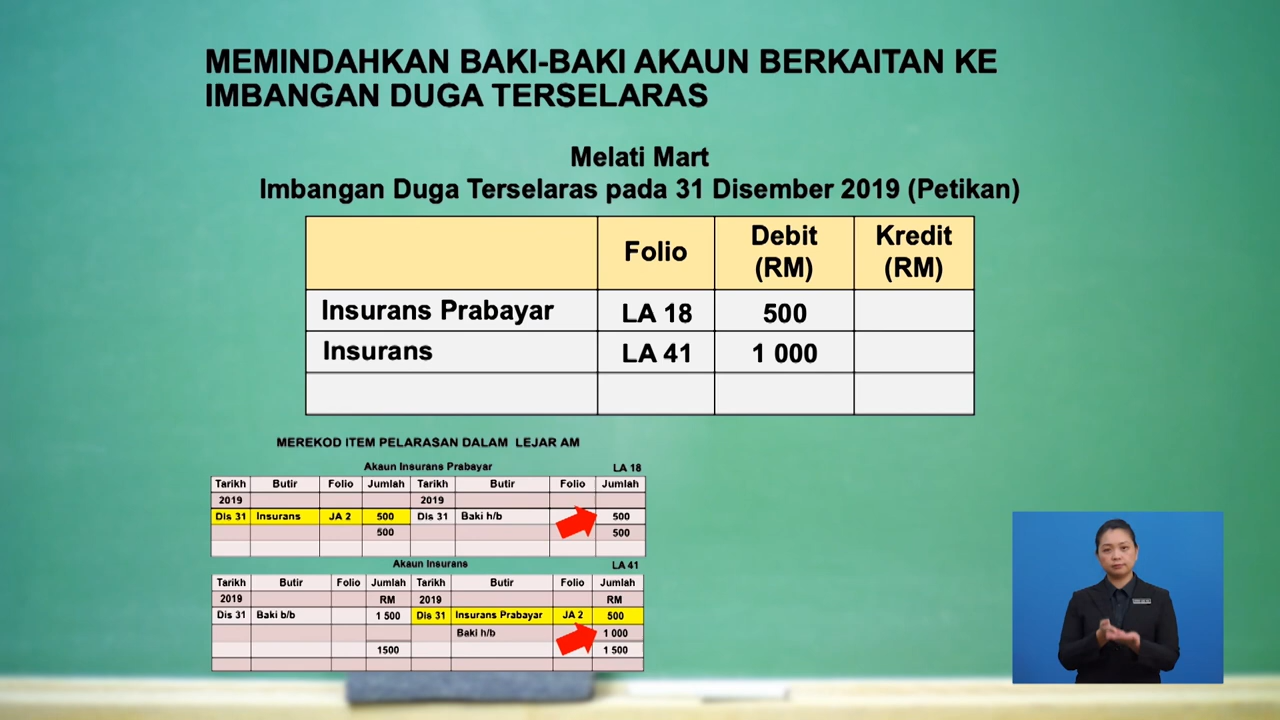 MEMINDAHKAN BAKI-BAKI AKAUN BERKAITAN KE
IMBANGAN DUGA TERSELARAS
Melati Mart
Imbangan Duga Terselaras pada 31 Disember 2019 (Petikan)
Folio Debit (RM) Kredit (RM)
Insurans Prabayar LA 18 500
Insurans LA 41 1 000
MEREKOD ITEM PELARASAN DALAM LEJAR AM
Akaun Insurans Prabayar LA 18
Tarikh Butir Folio Jumlah Tarikh Butir Folio Jumlah
2019 2019
Dis 31 Insurans JA 2 500 Dis 31 Baki h/b 500
500 500
Akaun Insurans LA 41
Tarikh Butir Folio Jumlah Tarikh Butir Folio Jumlah
2019 RM 2019 RM
Dis 31 Baki b/b 1 500 Dis 31 Insurans Prabayar JA 2 500
Baki h/b 1 000
1500 1 500